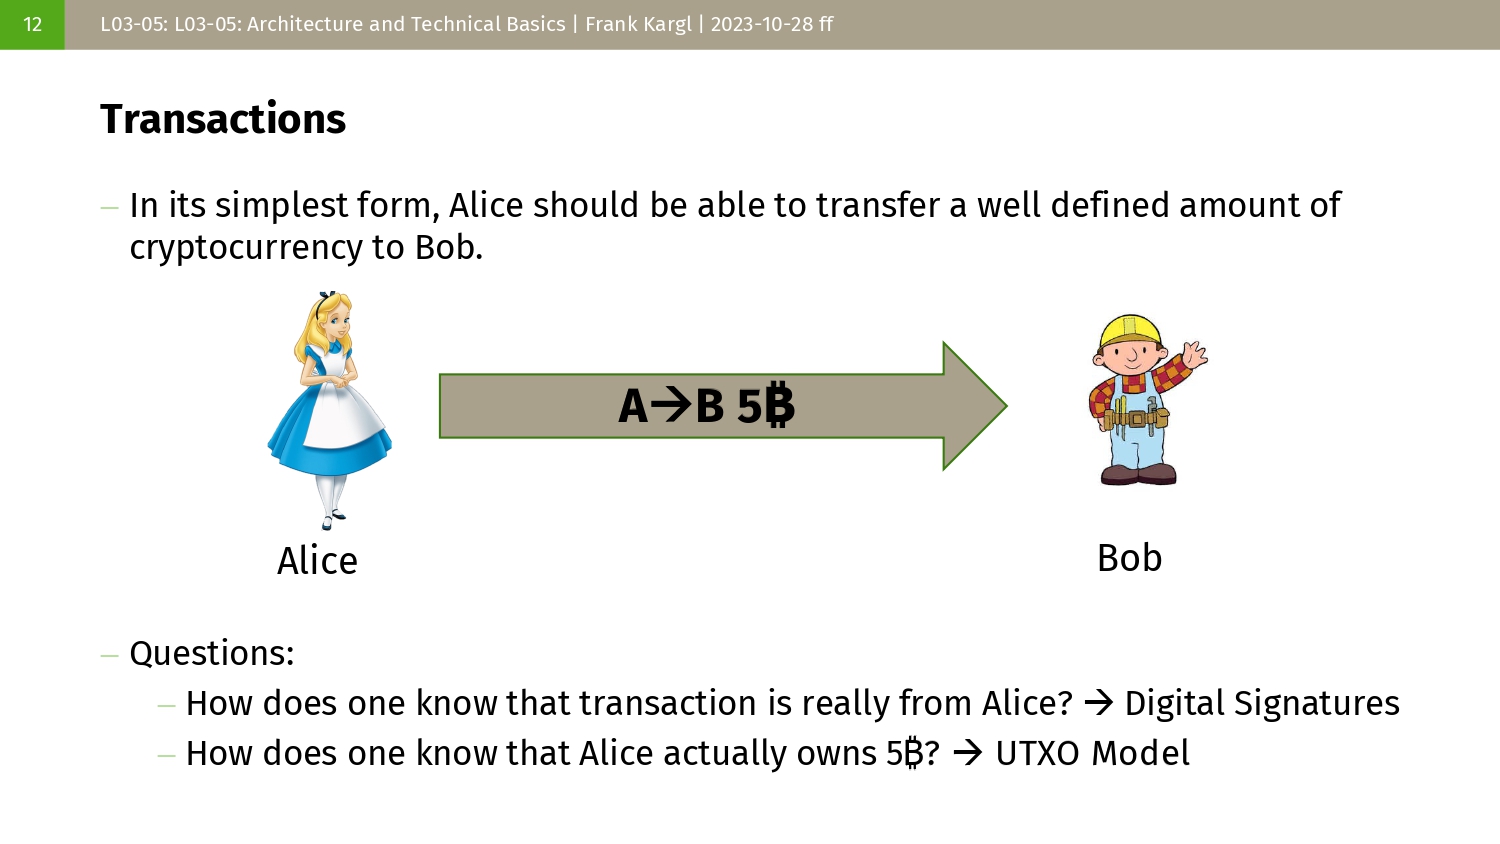 12
L03-05: L03-05: Architecture and Technical Basics | Frank Kargl | 2023-10-28 ff
Transactions
– In its simplest form, Alice should be able to transfer a well defined amount of
cryptocurrency to Bob.
A→B 5₿
Alice
Bob
– Questions:
– How does one know that transaction is really from Alice? → Digital Signatures
– How does one know that Alice actually owns 5₿? → UTXO Model